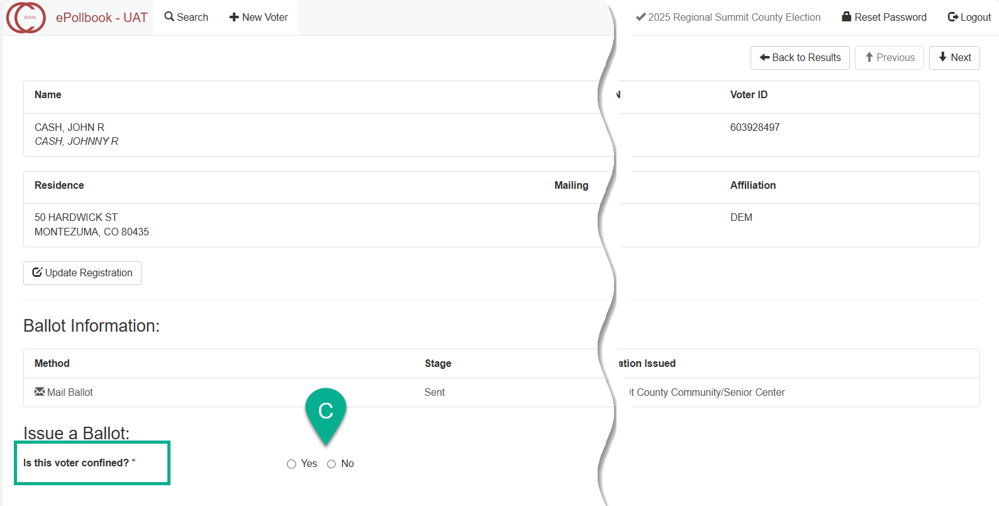 SCORE
ePollbook - UAT
Search
New Voter
2025 Regional Summit County Election
Reset Password
Logout
Back to Results
Previous
Next
Name
Voter ID
CASH, JOHN R
603928497
CASH, JOHNNY R
Residence
Mailing
Affiliation
50 HARDWICK ST
DEM
MONTEZUMA, CO 80435
Update Registration
Ballot Information:
Method
Stage
ation Issued
Mail Ballot
Sent
it County Community/Senior Center
C
Issue a Ballot:
Is this voter confined? *
Yes
No